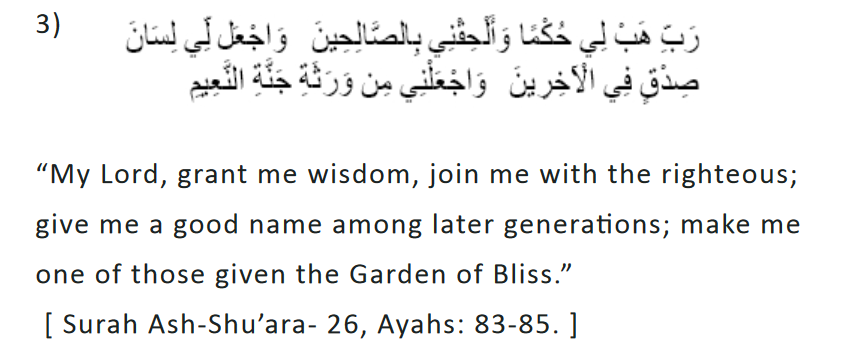 3)
رَبِّ هَبْ لِي حُكْمًا وَأَلْحِقْنِي بِالصَّالِحِينَ وَاجْعَل لِّي لِسَانَ
صِدْقٍ فِي الْآخِرِينَ وَاجْعَلْنِي مِن وَرَثَةِ جَنَّةِ النَّعِيمِ
“My Lord, grant me wisdom, join me with the righteous;
give me a good name among later generations; make me
one of those given the Garden of Bliss.”
[ Surah Ash-Shu’ara- 26, Ayahs: 83-85. ]